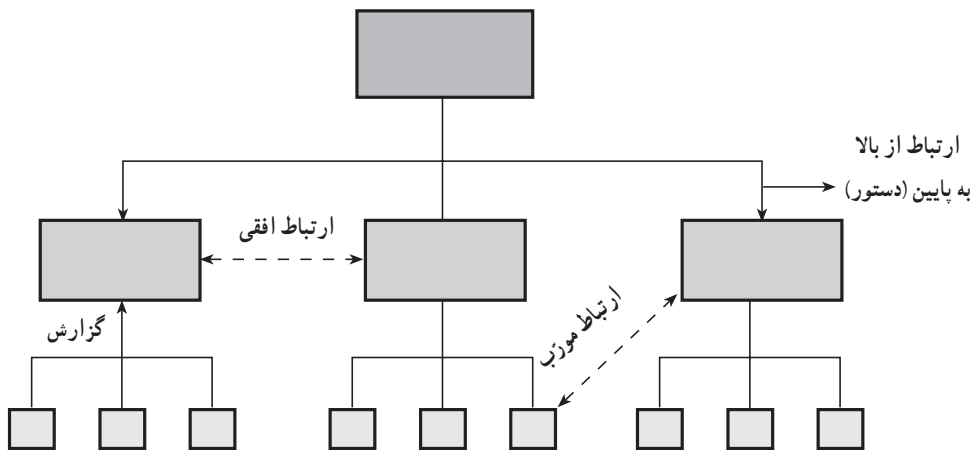 ارتباط از بالا
به پایین (دستور)
ارتباط افقی
ارتباط مورّب
گزارش